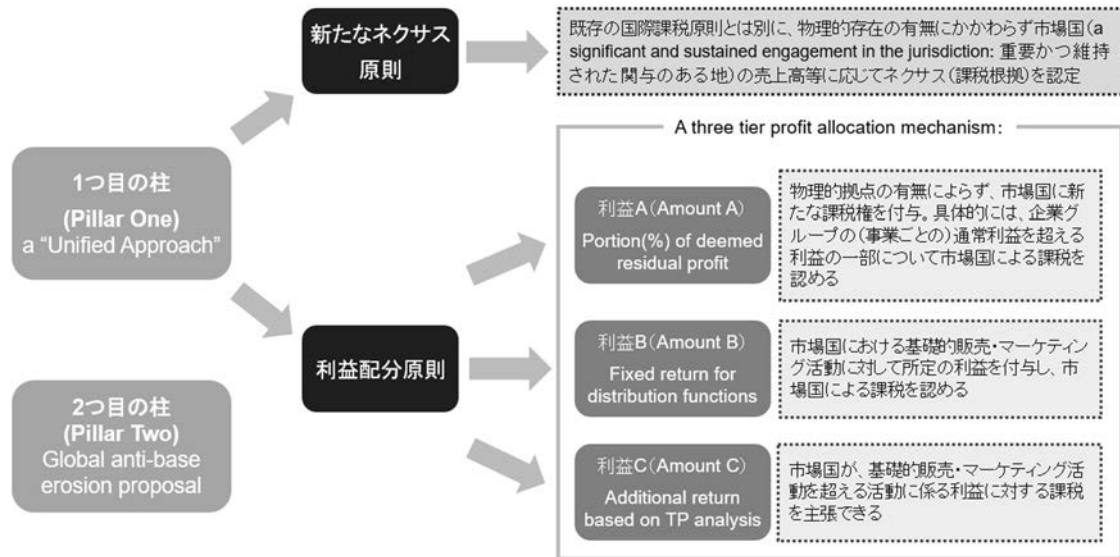 新たなネクサス
原則
既存の国際課税原則とは別に、物理的存在の有無にかかわらず市場国(a
significant and sustained engagement in the jurisdiction: 重要かつ維持
された関与のある地)の売上高等に応じてネクサス(課税根拠)を認定
1つ目の柱
(Pillar One)
a “Unified Approach”
2つ目の柱
(Pillar Two)
Global anti-base
erosion proposal
利益配分原則
A three tier profit allocation mechanism:
利益A(Amount A)
Portion(%) of deemed
residual profit
物理的拠点の有無によらず、市場国に新
たな課税権を付与。具体的には、企業グ
ループの(事業ごとの)通常利益を超える
利益の一部について市場国による課税を
認める
利益B(Amount B)
Fixed return for
distribution functions
市場国における基礎的販売・マーケティ
ング活動に対して所定の利益を付与し、市
場国による課税を認める
利益C(Amount C)
Additional return
based on TP analysis
市場国が、基礎的販売・マーケティング活
動を超える活動に係る利益に対する課税
を主張できる